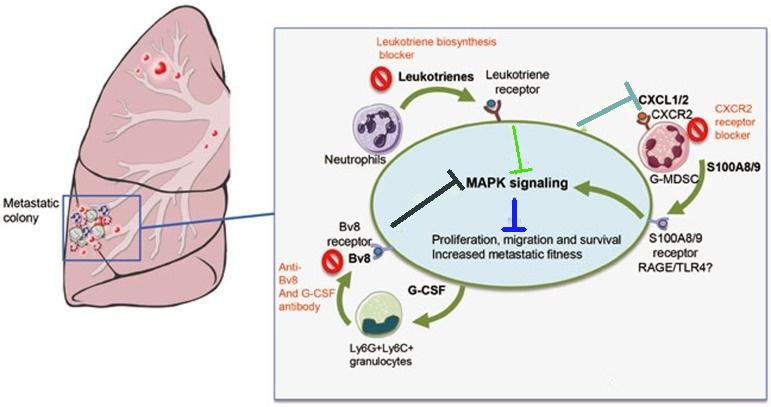 Leukotriene biosynthesis
blocker
Leukotrienes
Leukotriene
receptor
CXCL1/2
CXCR2
CXCR2
receptor
blocker
Neutrophils
G-MDSC
S100A8/9
MAPK signaling
Metastatic
colony
Bv8
receptor
Bv8
Proliferation, migration and survival
Increased metastatic fitness
S100A8/9
receptor
RAGE/TLR4?
Anti-
Bv8
And G-CSF
antibody
G-CSF
Ly6G+Ly6C+
granulocytes